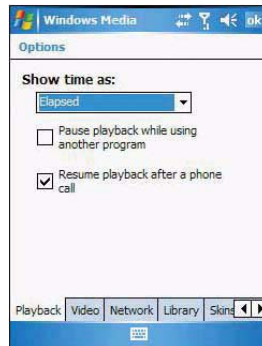 Windows Media ok
Options
Show time as:
Elapsed
Pause playback while using
another program
Resume playback after a phone
call
Playback Video Network Library Skins